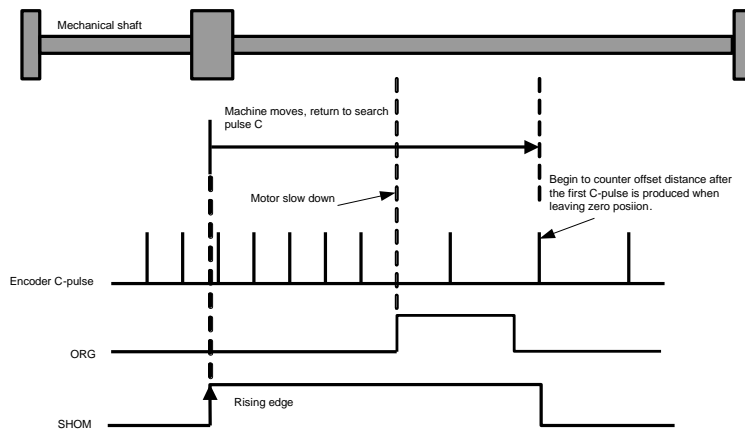 Mechanical shaft
Machine moves, return to search
pulse C
Motor slow down
Begin to counter offset distance after
the first C-pulse is produced when
leaving zero posiion.
Encoder C-pulse
ORG
Rising edge
SHOM